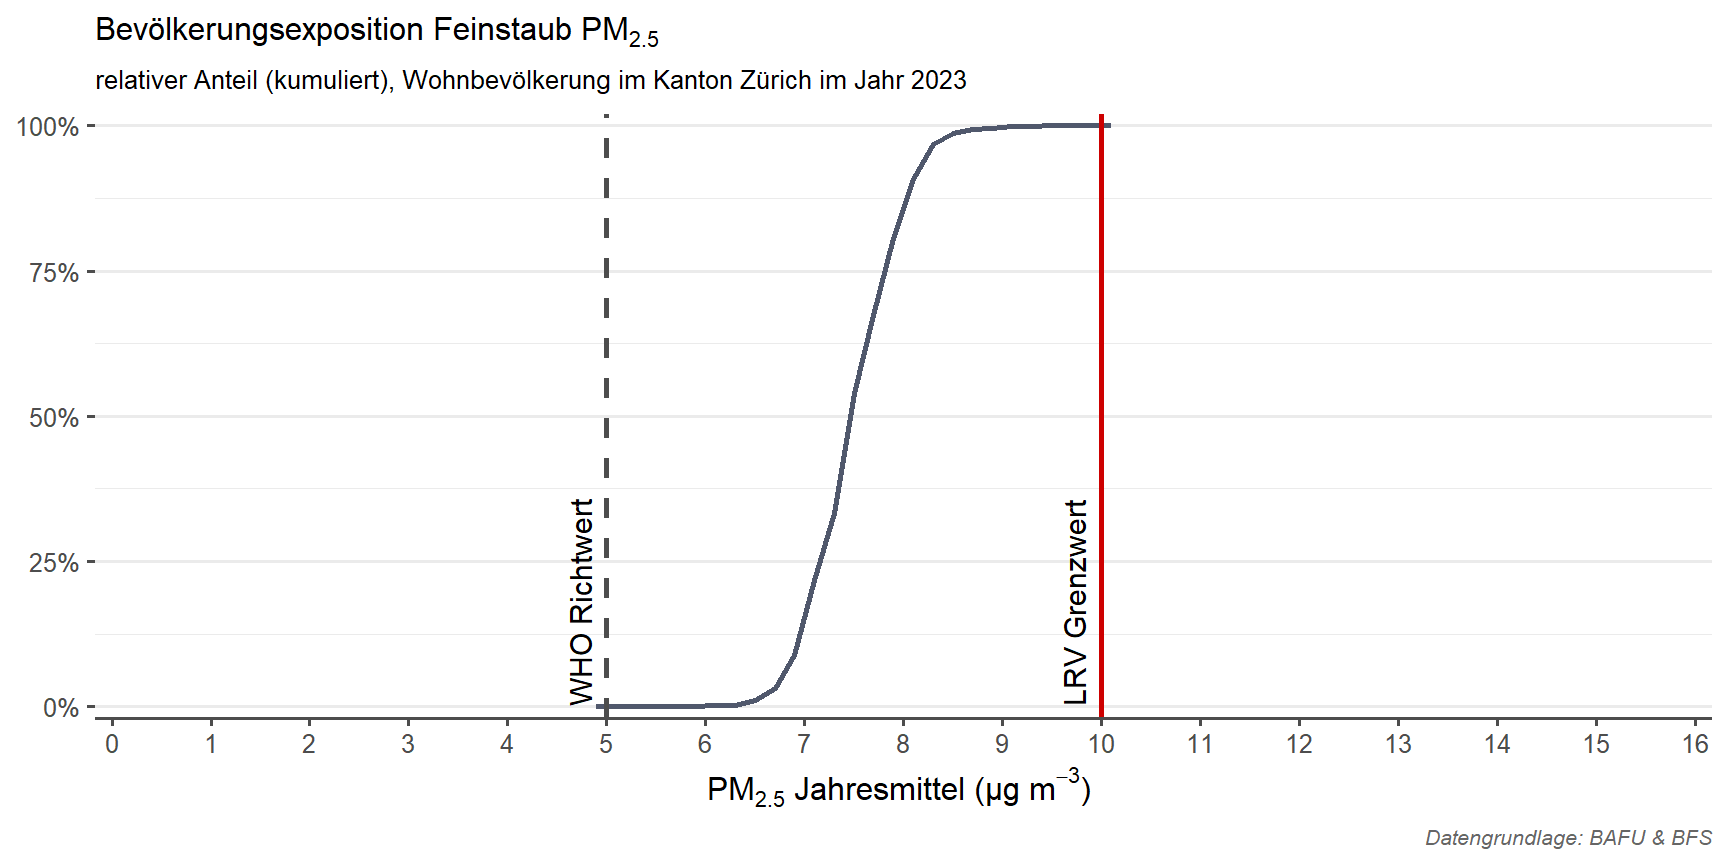 Bevölkerungsexposition Feinstaub PM2.5
relativer Anteil (kumuliert), Wohnbevölkerung im Kanton Zürich im Jahr 2023
100%
75%
50%
25%
0%
WHO Richtwert
LRV Grenzwert
0 1 2 3 4 5 6 7 8 9 10 11 12 13 14 15 16
PM2.5 Jahresmittel (µg m−3)
Datengrundlage: BAFU & BFS